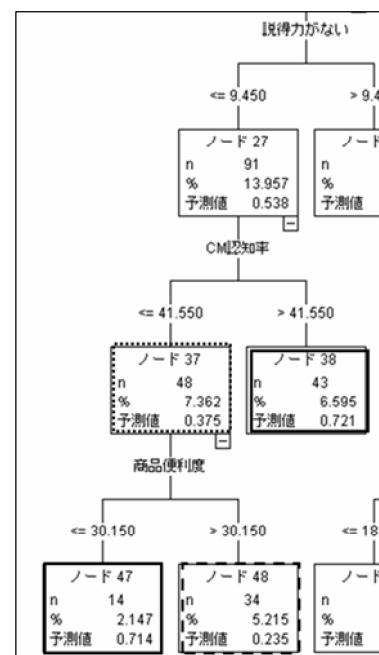 説得力がない
<= 9.450
> 9.4
ノード 27
n 91
% 13.957
予測値 0.538
ノード
n
%
予測値
CM認知率
<= 41.550
> 41.550
ノード 37
n 48
% 7.362
予測値 0.375
ノード 38
n 43
% 6.595
予測値 0.721
商品便利度
<= 30.150
> 30.150
<= 18
ノード 47
n 14
% 2.147
予測値 0.714
ノード 48
n 34
% 5.215
予測値 0.235
ノード
n
%
予測値